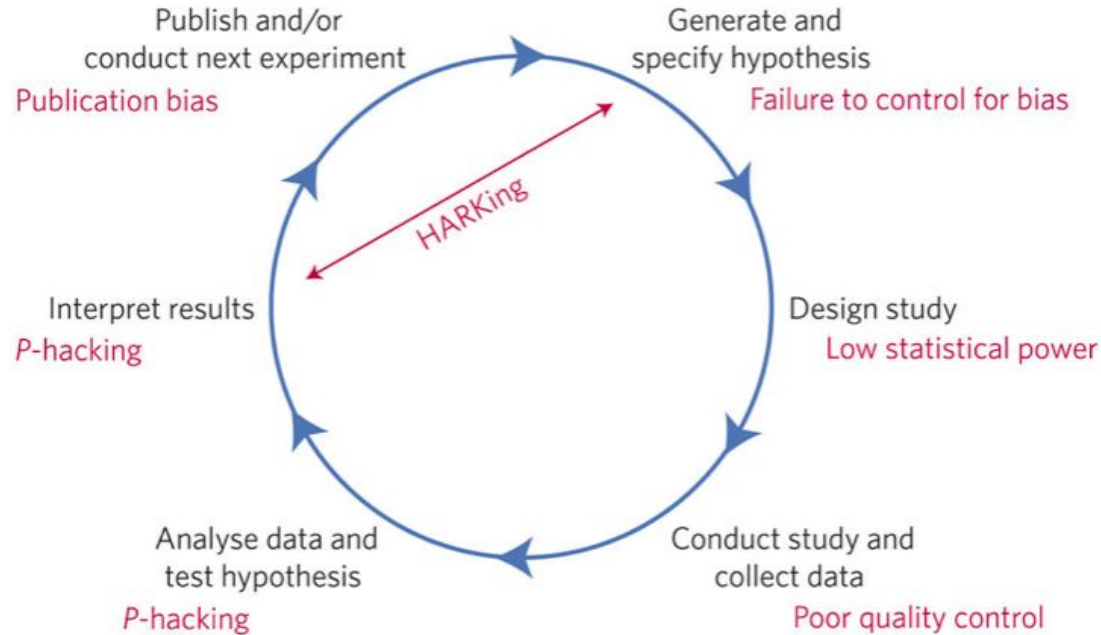 Publish and/or
conduct next experiment
Publication bias
Generate and
specify hypothesis
Failure to control for bias
HARKing
Interpret results
P-hacking
Design study
Low statistical power
Analyse data and
test hypothesis
P-hacking
Conduct study and
collect data
Poor quality control